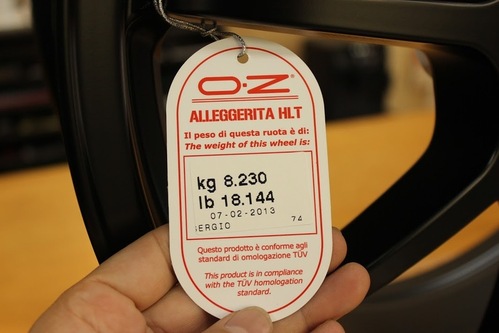 O·Z®
ALLEGGERITA HLT
Il peso di questa ruota è di:
The weight of this wheel is:
kg 8.230
lb 18.144
07-02-2013
SERGIO 74
Questo prodotto è conforme agli
standard di omologazione TÜV
This product is in compliance
with the TÜV homologation
standard.